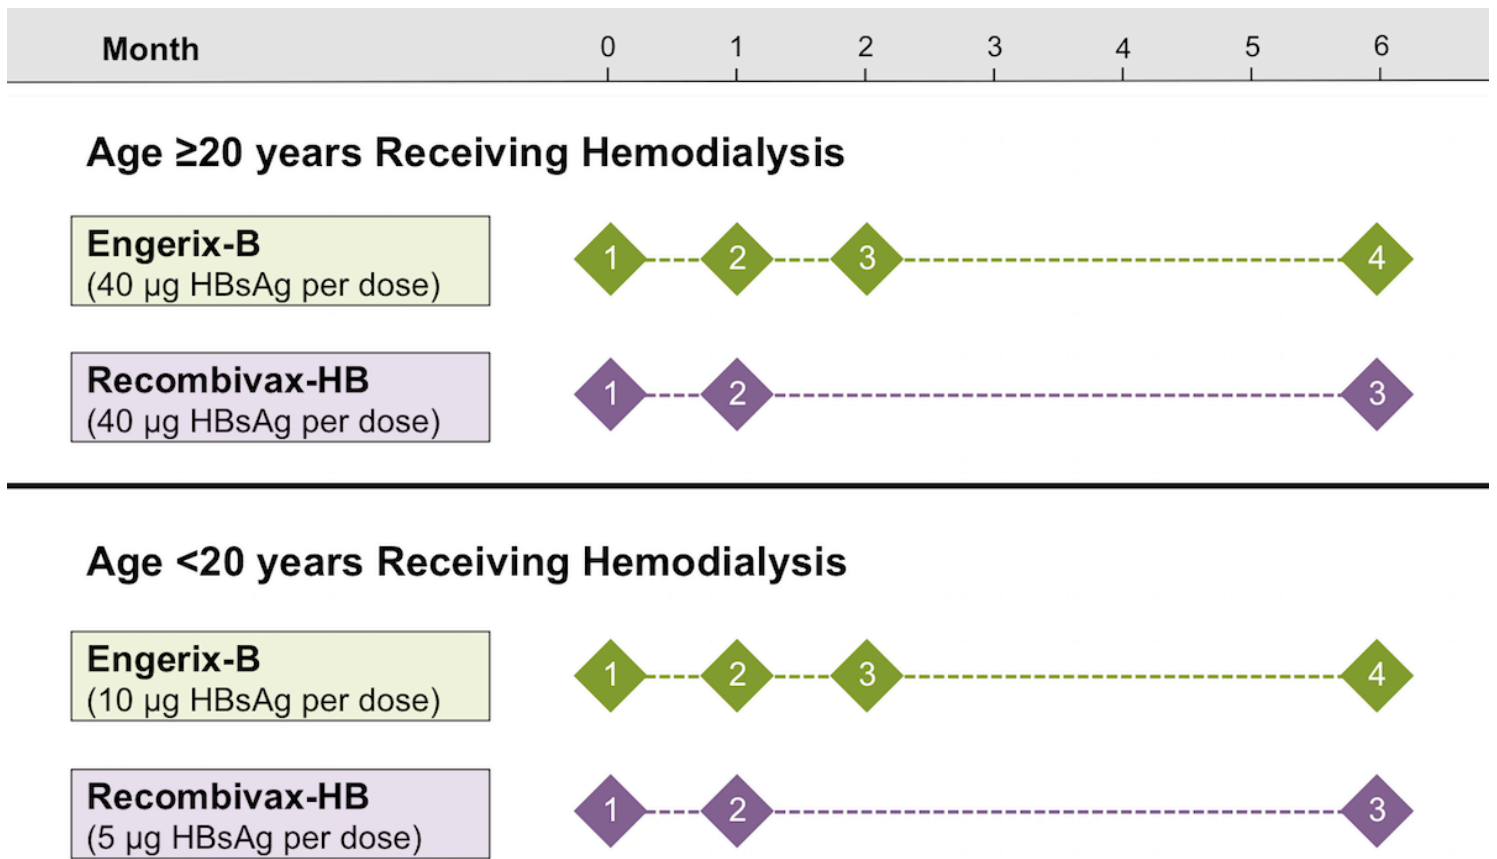 Month 0 1 2 3 4 5 6
Age ≥20 years Receiving Hemodialysis
Engerix-B
(40 µg HBsAg per dose)
1 2 3 4
Recombivax-HB
(40 µg HBsAg per dose)
1 2 3
Age <20 years Receiving Hemodialysis
Engerix-B
(10 µg HBsAg per dose)
1 2 3 4
Recombivax-HB
(5 µg HBsAg per dose)
1 2 3